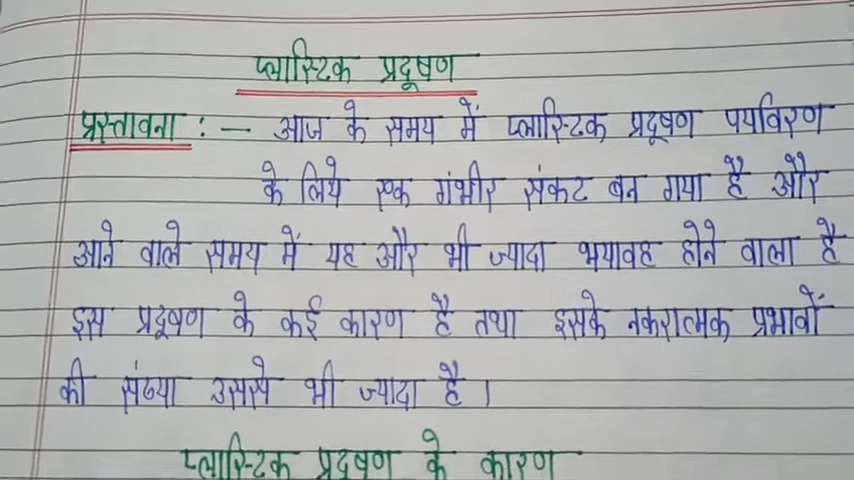 प्लास्टिक प्रदूषण
प्रस्तावना :— आज के समय में प्लास्टिक प्रदूषण पर्यावरण
के लिये एक गंभीर संकट बन गया है और
आने वाले समय में यह और भी ज्यादा भयावह होने वाला है
इस प्रदूषण के कई कारण है तथा इसके नकरात्मक प्रभावों
की संख्या उससे भी ज्यादा है।
प्लास्टिक प्रदूषण के कारण